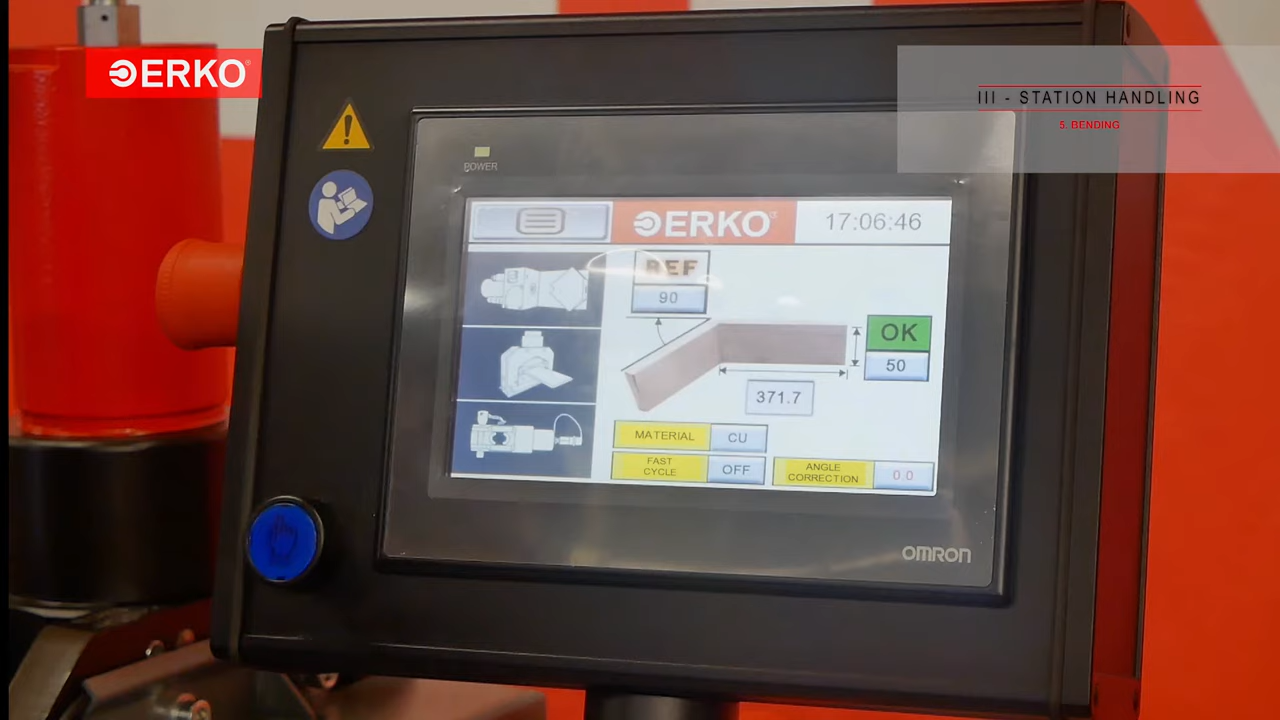 ERKO
III - STATION HANDLING
5. BENDING
POWER
ERKO
17:06:46
REF
90
OK
50
371.7
MATERIAL
CU
FAST
CYCLE
OFF
ANGLE
CORRECTION
0.0
OMRON